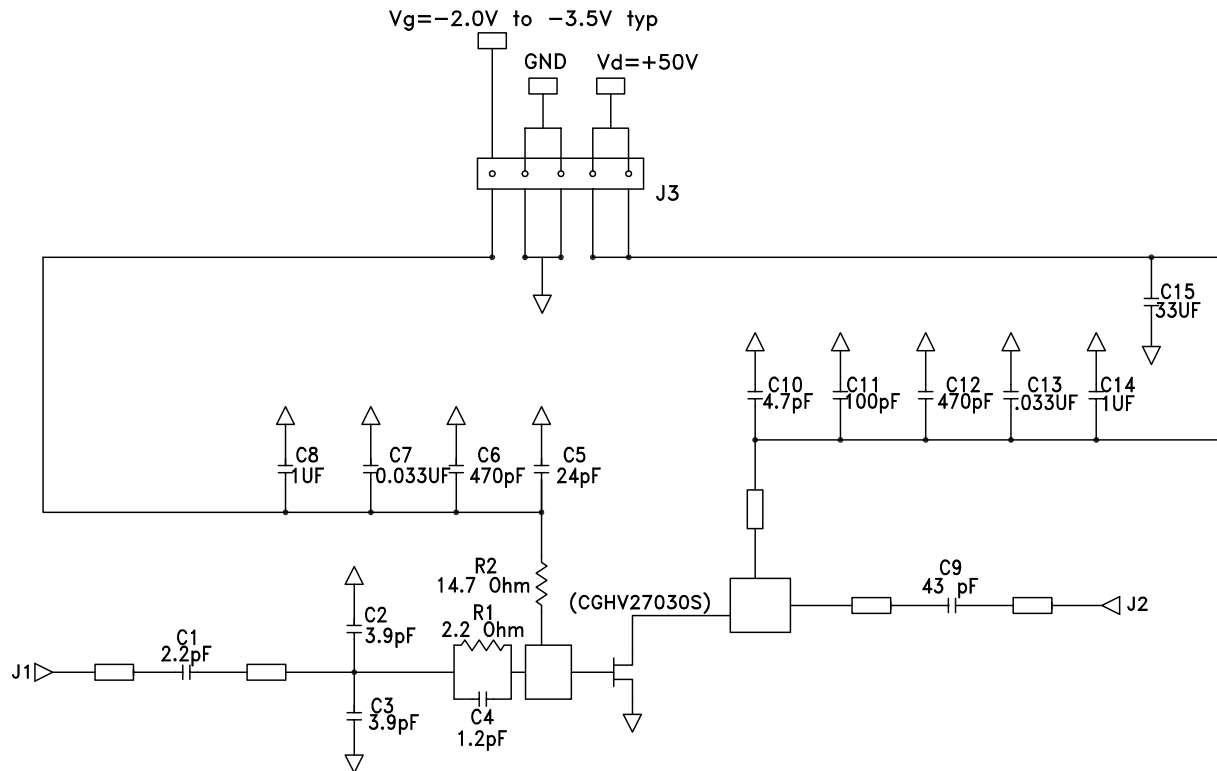 Vg=-2.0V to -3.5V typ
GND
Vd=+50V
J3
C15
33UF
C10
4.7pF
C11
100pF
C12
470pF
C13
.033UF
C14
1UF
C8
1UF
C7
0.033UF
C6
470pF
C5
24pF
R2
14.7 Ohm
(CGHV27030S)
C9
43 pF
J2
R1
2.2 Ohm
C2
3.9pF
C1
2.2pF
J1
C3
3.9pF
C4
1.2pF